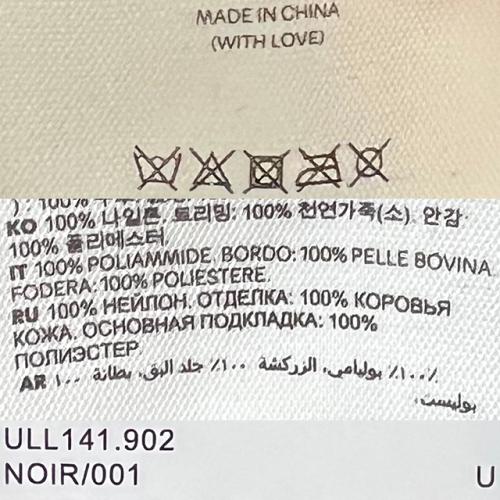 MADE IN CHINA
(WITH LOVE)
KO 100% 나일론, 트리밍: 100% 천연가죽(소), 안감:
100% 폴리에스터
IT 100% POLIAMMIDE, BORDO: 100% PELLE BOVINA,
FODERA: 100% POLIESTERE
RU 100% НЕЙЛОН, ОТДЕЛКА: 100% КОРОВЬЯ
КОЖА, ОСНОВНАЯ ПОДКЛАДКА: 100%
ПОЛИЭСТЕР
AR ١٠٠٪ بوليامي، الزركشة ١٠٠٪ جلد البقر، بطانة ١٠٠٪
بوليستر
ULL141.902
NOIR/001
U